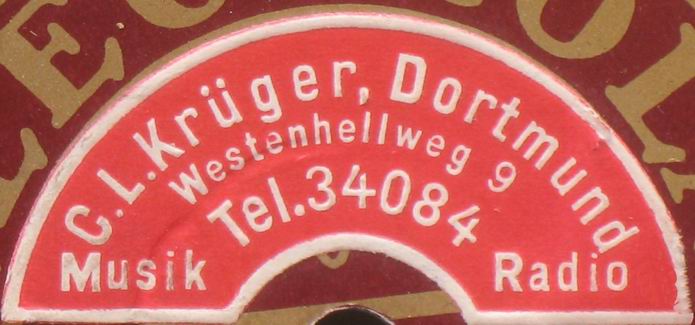 C.L.Krüger, Dortmund
Westenhellweg 9
Tel.34084
Musik Radio